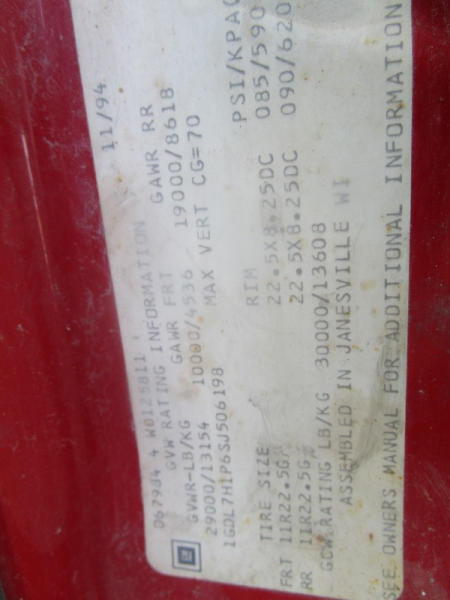 11/94
067984 4 W0125811
GVW RATING INFORMATION
GVWR-LB/KG GAWR FRT GAWR RR
29000/13154 10000/4536 19000/8618
1GDL7H1P6SJ506198 MAX VERT CG=70
TIRE SIZE RIM PSI/KPA
FRT 11R22.5G 22.5X8.25DC 085/590
RR 11R22.5G 22.5X8.25DC 090/620
GCW RATING LB/KG 30000/13608
ASSEMBLED IN JANESVILLE WI
SEE OWNERS MANUAL FOR ADDITIONAL INFORMATION
GM